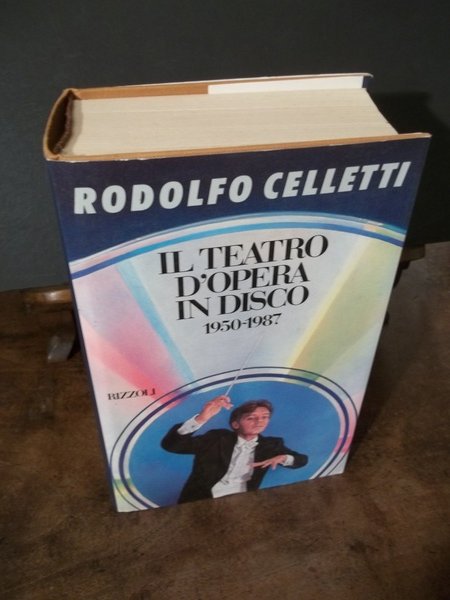 RODOLFO CELLETTI
IL TEATRO
D'OPERA
IN DISCO
1950-1987
RIZZOLI